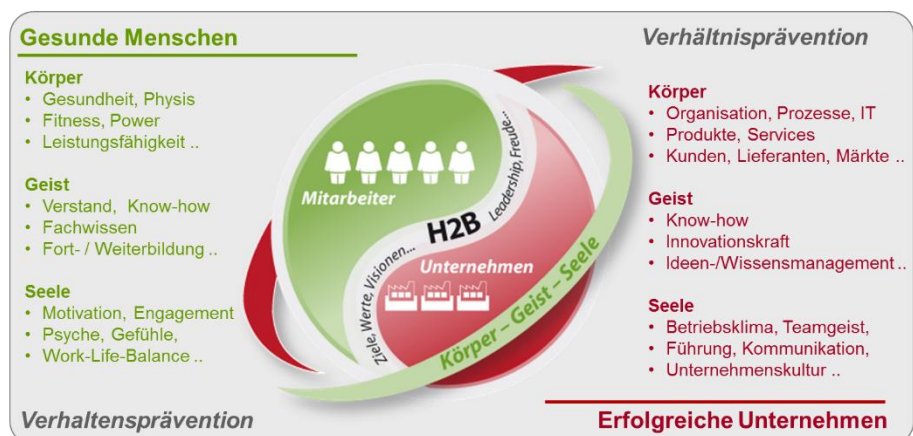 Gesunde Menschen
Körper
• Gesundheit, Physis
• Fitness, Power
• Leistungsfähigkeit ..
Geist
• Verstand, Know-how
• Fachwissen
• Fort- / Weiterbildung ..
Seele
• Motivation, Engagement
• Psyche, Gefühle,
• Work-Life-Balance ..
Verhaltensprävention
Mitarbeiter
Leadership, Freude...
H2B
Ziele, Werte, Visionen...
Unternehmen
Körper – Geist – Seele
Verhältnisprävention
Körper
• Organisation, Prozesse, IT
• Produkte, Services
• Kunden, Lieferanten, Märkte ..
Geist
• Know-how
• Innovationskraft
• Ideen-/Wissensmanagement ..
Seele
• Betriebsklima, Teamgeist,
• Führung, Kommunikation,
• Unternehmenskultur ..
Erfolgreiche Unternehmen